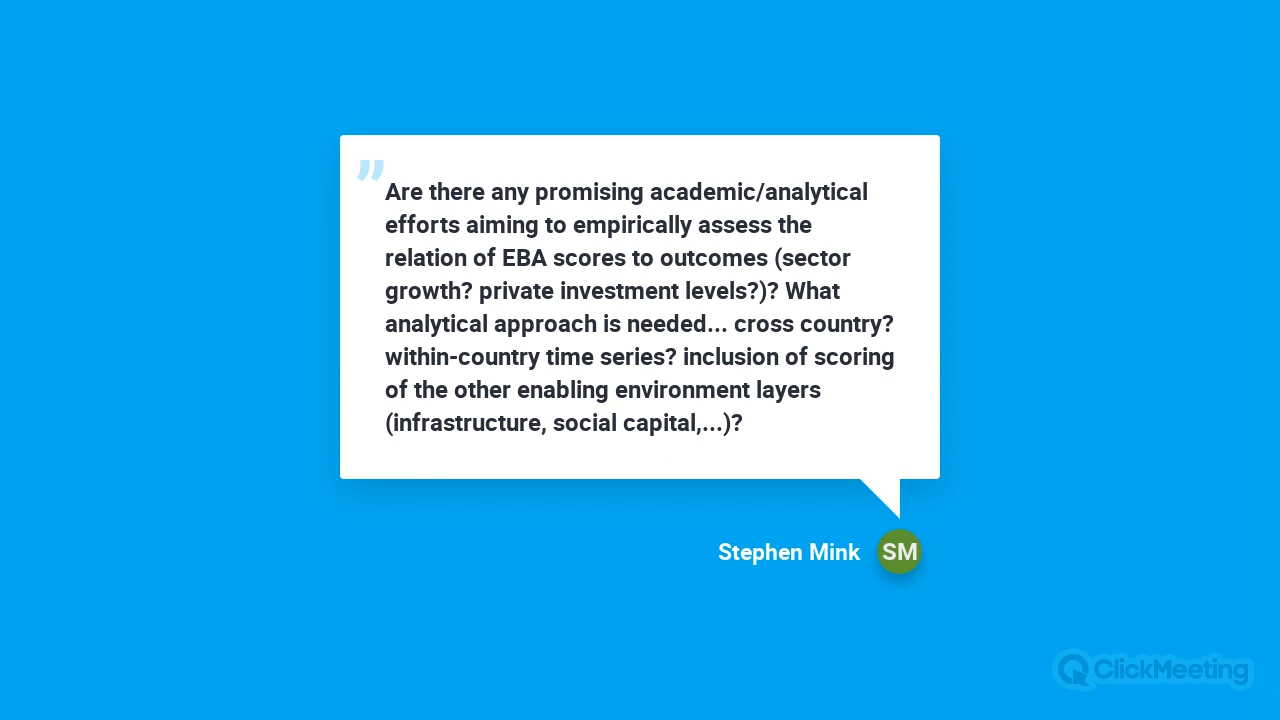 ”
Are there any promising academic/analytical
efforts aiming to empirically assess the
relation of EBA scores to outcomes (sector
growth? private investment levels?)? What
analytical approach is needed... cross country?
within-country time series? inclusion of scoring
of the other enabling environment layers
(infrastructure, social capital,...)?
Stephen Mink SM
ClickMeeting